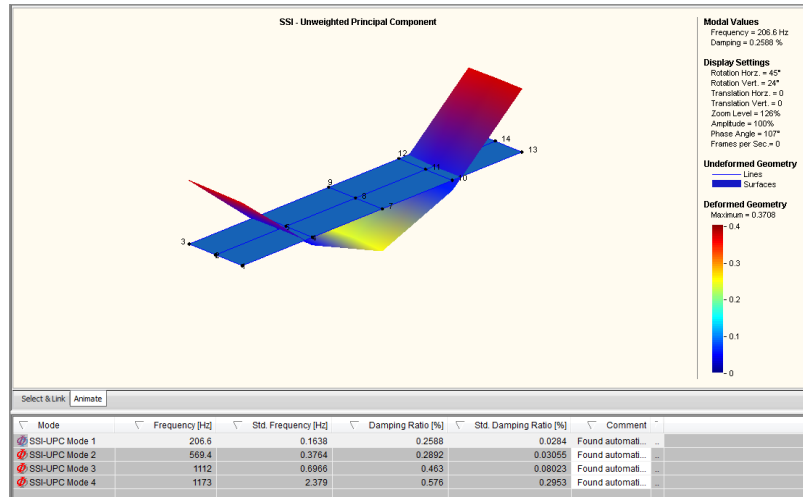 SSI - Unweighted Principal Component
Modal Values
Frequency = 206.6 Hz
Damping = 0.2588 %
Display Settings
Rotation Horz. = 45°
Rotation Vert. = 24°
Translation Horz. = 0
Translation Vert. = 0
Zoom Level = 126%
Amplitude = 100%
Phase Angle = 107°
Frames per Sec.= 0
Undeformed Geometry
Lines
Surfaces
Deformed Geometry
Maximum = 0.3708
0.4
0.3
0.2
0.1
0
14
13
12
11
10
9
8
7
3
Select & Link Animate
Mode Frequency [Hz] Std. Frequency [Hz] Damping Ratio [%] Std. Damping Ratio [%] Comment
SSI-UPC Mode 1 206.6 0.1638 0.2588 0.0284 Found automati... ..
SSI-UPC Mode 2 569.4 0.3764 0.2892 0.03055 Found automati... ..
SSI-UPC Mode 3 1112 0.6966 0.463 0.08023 Found automati... ..
SSI-UPC Mode 4 1173 2.379 0.576 0.2953 Found automati... ..